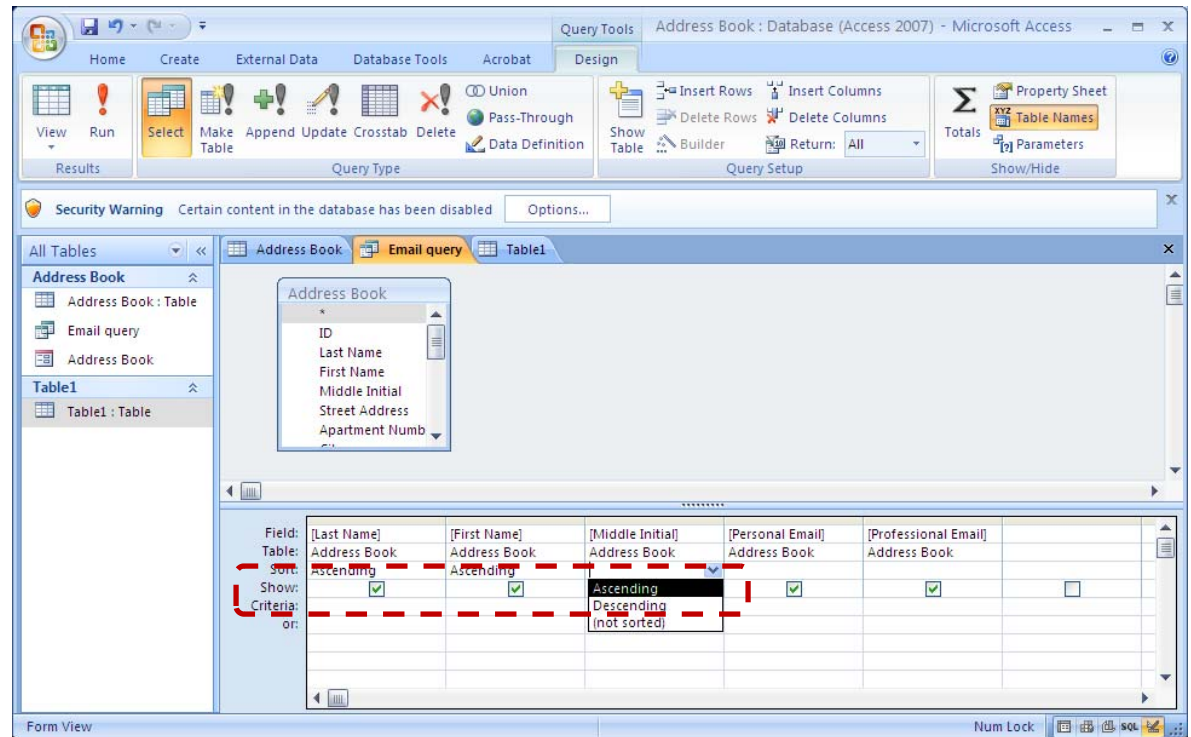 Query Tools Address Book : Database (Access 2007) - Microsoft Access
Home Create External Data Database Tools Acrobat Design
View Run Select Make Table Append Update Crosstab Delete
Union
Pass-Through
Data Definition
Show Table
Insert Rows
Delete Rows
Builder
Insert Columns
Delete Columns
Return: All
Totals
Property Sheet
Table Names
Parameters
Results Query Type Query Setup Show/Hide
Security Warning Certain content in the database has been disabled Options...
All Tables
Address Book
Address Book : Table
Email query
Address Book
Table1
Table1 : Table
Address Book Email query Table1
Address Book
*
ID
Last Name
First Name
Middle Initial
Street Address
Apartment Numb
Field: [Last Name] [First Name] [Middle Initial] [Personal Email] [Professional Email]
Table: Address Book Address Book Address Book Address Book Address Book
Sort: Ascending Ascending
Show: Ascending
Criteria: Descending
or: (not sorted)
Form View Num Lock SQL